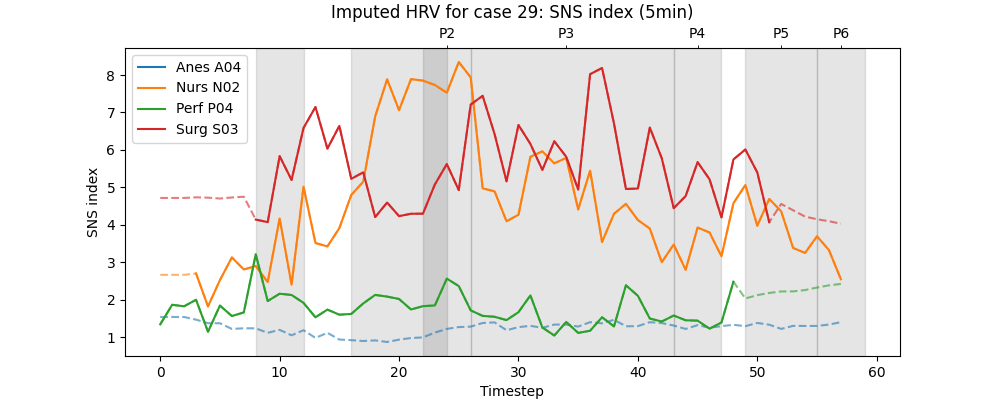 Imputed HRV for case 29: SNS index (5min)
P2 P3 P4 P5 P6
Anes A04
Nurs N02
Perf P04
Surg S03
8
7
6
5
4
3
2
1
SNS index
0 10 20 30 40 50 60
Timestep